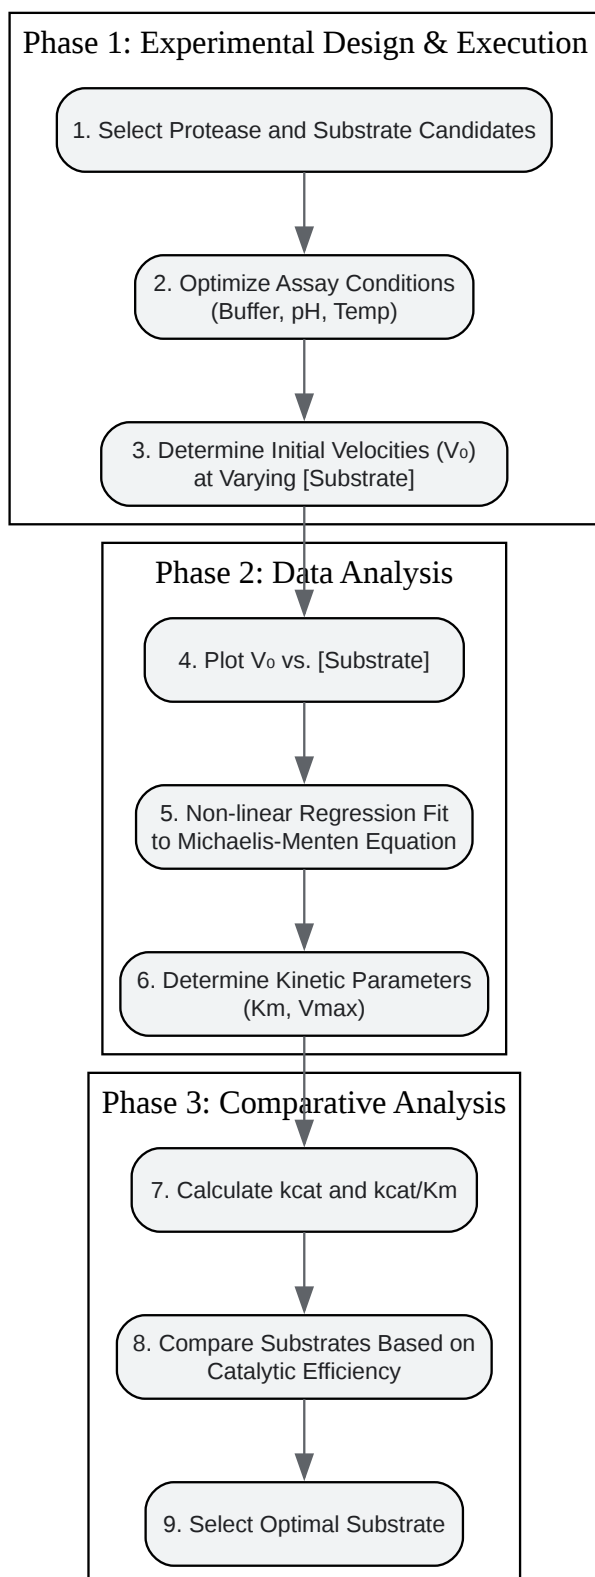 Phase 1: Experimental Design & Execution
1. Select Protease and Substrate Candidates
2. Optimize Assay Conditions
(Buffer, pH, Temp)
3. Determine Initial Velocities (V₀)
at Varying [Substrate]
Phase 2: Data Analysis
4. Plot V₀ vs. [Substrate]
5. Non-linear Regression Fit
to Michaelis-Menten Equation
6. Determine Kinetic Parameters
(Km, Vmax)
Phase 3: Comparative Analysis
7. Calculate kcat and kcat/Km
8. Compare Substrates Based on
Catalytic Efficiency
9. Select Optimal Substrate